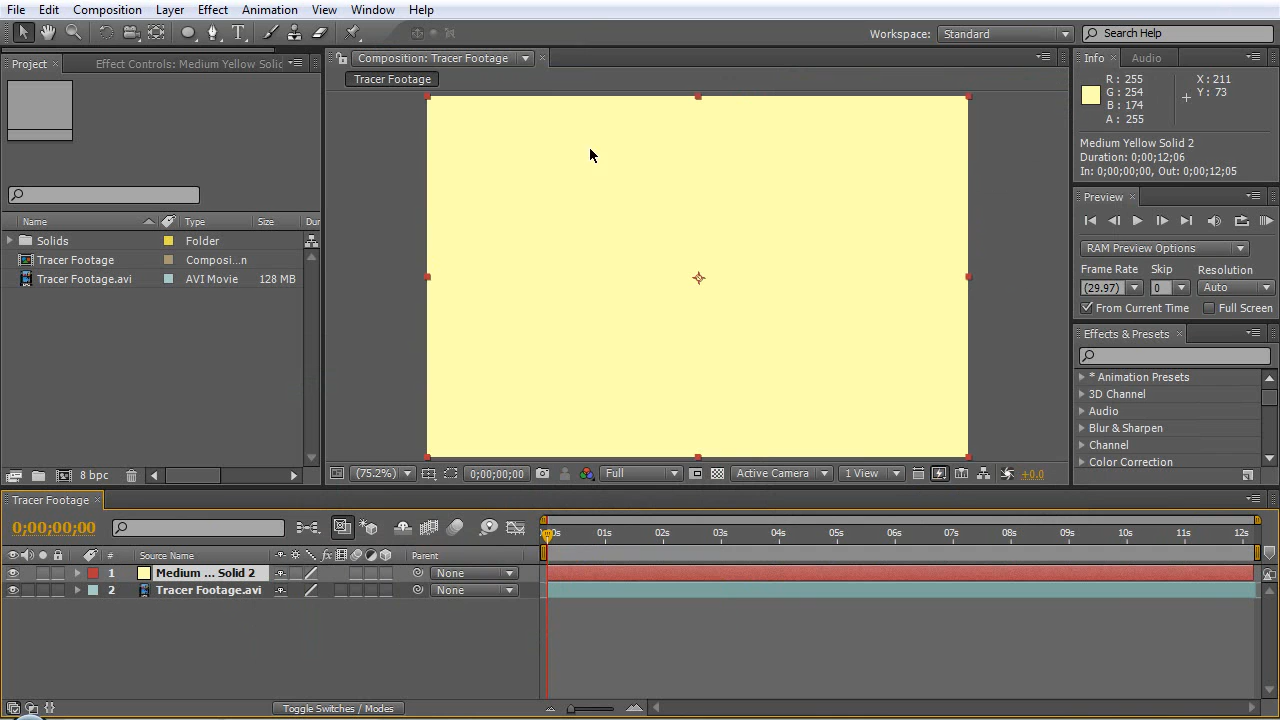 File Edit Composition Layer Effect Animation View Window Help
Workspace: Standard Search Help
Project Effect Controls: Medium Yellow Solid
Composition: Tracer Footage
Info Audio
Tracer Footage
R : 255 X : 211
G : 254 Y : 73
B : 174
A : 255
Medium Yellow Solid 2
Duration: 0;00;12;06
In: 0;00;00;00, Out: 0;00;12;05
Preview
Name Type Size Dur
Solids Folder
Tracer Footage Composi...n
Tracer Footage.avi AVI Movie 128 MB
RAM Preview Options
Frame Rate Skip Resolution
(29.97) 0 Auto
From Current Time Full Screen
Effects & Presets
* Animation Presets
3D Channel
Audio
Blur & Sharpen
Channel
Color Correction
8 bpc
(75.2%) 0;00;00;00 Full Active Camera 1 View +0.0
Tracer Footage
0;00;00;00
0:00s 01s 02s 03s 04s 05s 06s 07s 08s 09s 10s 11s 12s
# Source Name fx Parent
1 Medium ... Solid 2 None
2 Tracer Footage.avi None
Toggle Switches / Modes